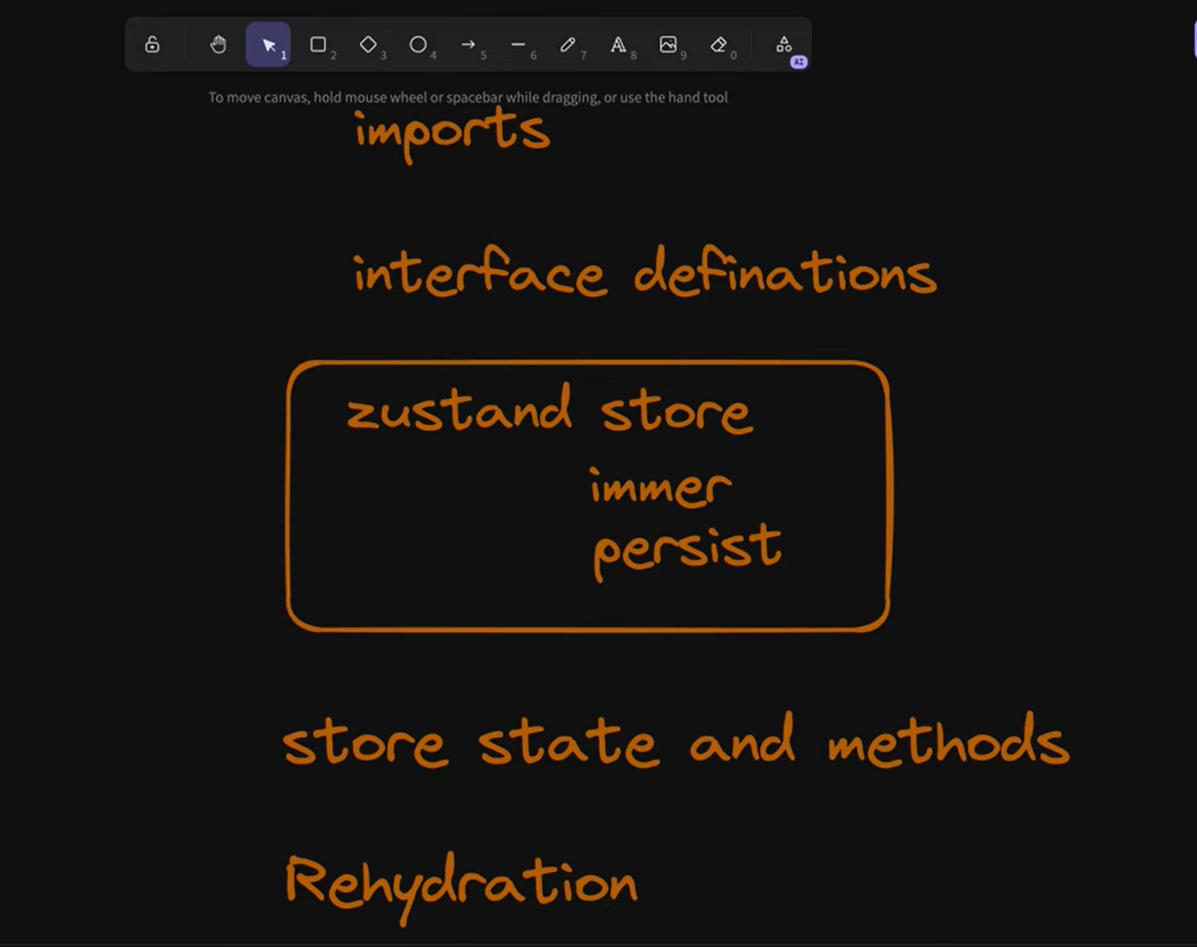 1 2 3 4 5 6 7 8 9 0 AI
To move canvas, hold mouse wheel or spacebar while dragging, or use the hand tool
imports
interface definations
zustand store
immer
persist
store state and methods
Rehydration